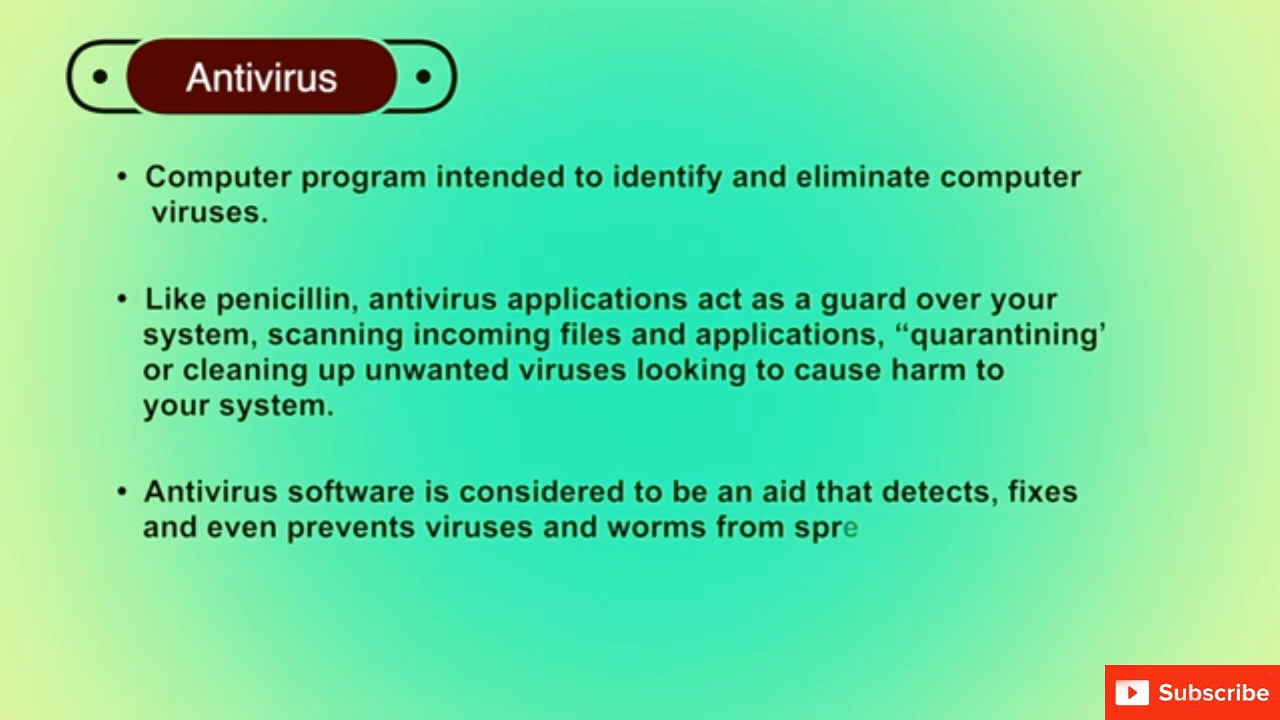 Antivirus
• Computer program intended to identify and eliminate computer
viruses.
• Like penicillin, antivirus applications act as a guard over your
system, scanning incoming files and applications, “quarantining’
or cleaning up unwanted viruses looking to cause harm to
your system.
• Antivirus software is considered to be an aid that detects, fixes
and even prevents viruses and worms from spre
Subscribe